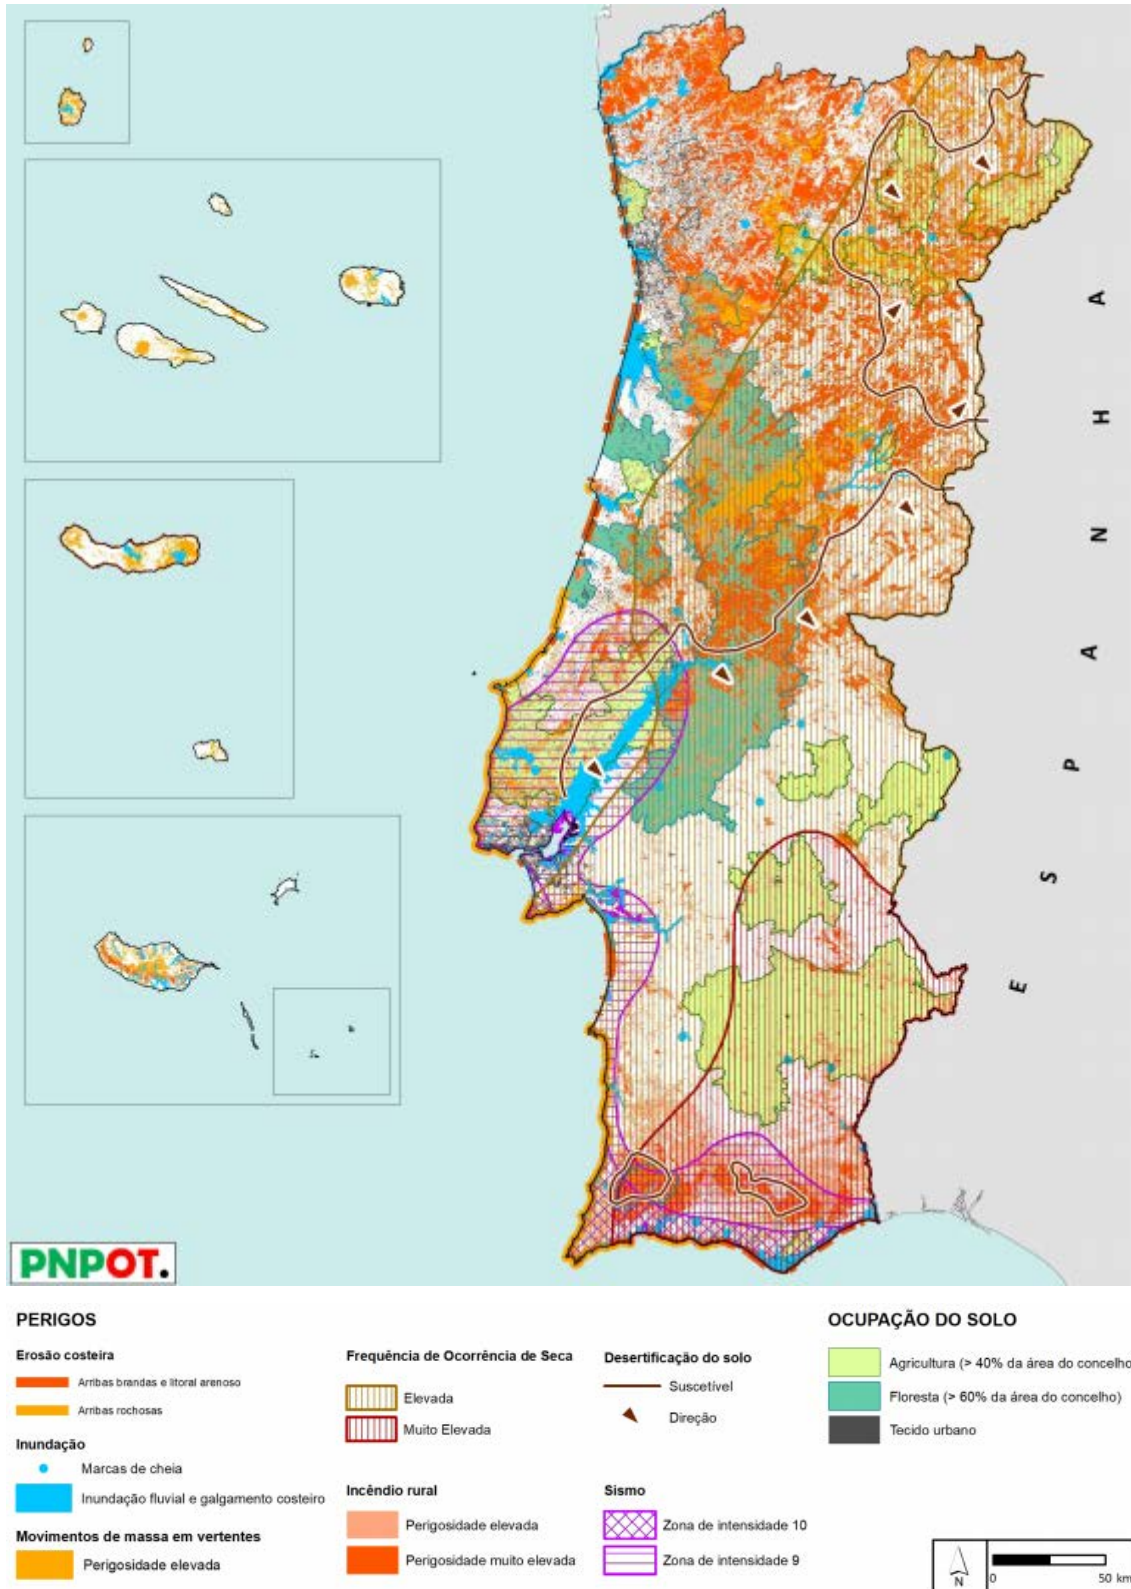 A
H
N
A
P
S
E
PNPOT.
PERIGOS
Erosão costeira
Arribas brandas e litoral arenoso
Arribas rochosas
Inundação
Marcas de cheia
Inundação fluvial e galgamento costeiro
Movimentos de massa em vertentes
Perigosidade elevada
Frequência de Ocorrência de Seca
Elevada
Muito Elevada
Incêndio rural
Perigosidade elevada
Perigosidade muito elevada
Desertificação do solo
Suscetível
Direção
Sismo
Zona de intensidade 10
Zona de intensidade 9
OCUPAÇÃO DO SOLO
Agricultura (> 40% da área do concelho
Floresta (> 60% da área do concelho)
Tecido urbano
N
0 50 km